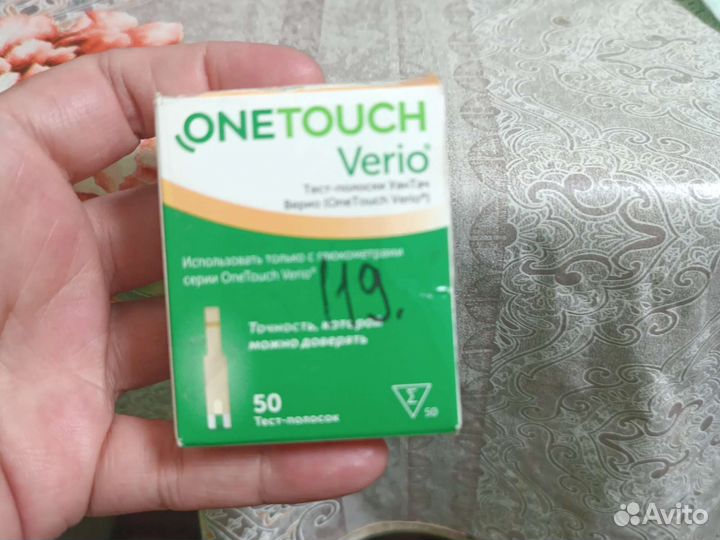 ONETOUCH
Verio®
Тест-полоски УанТач
Верио (OneTouch Verio®)
Использовать только с глюкометрами
серии OneTouch Verio®
119.
Точность, которой
можно доверять
50
Тест-полосок
Σ
50
Avito